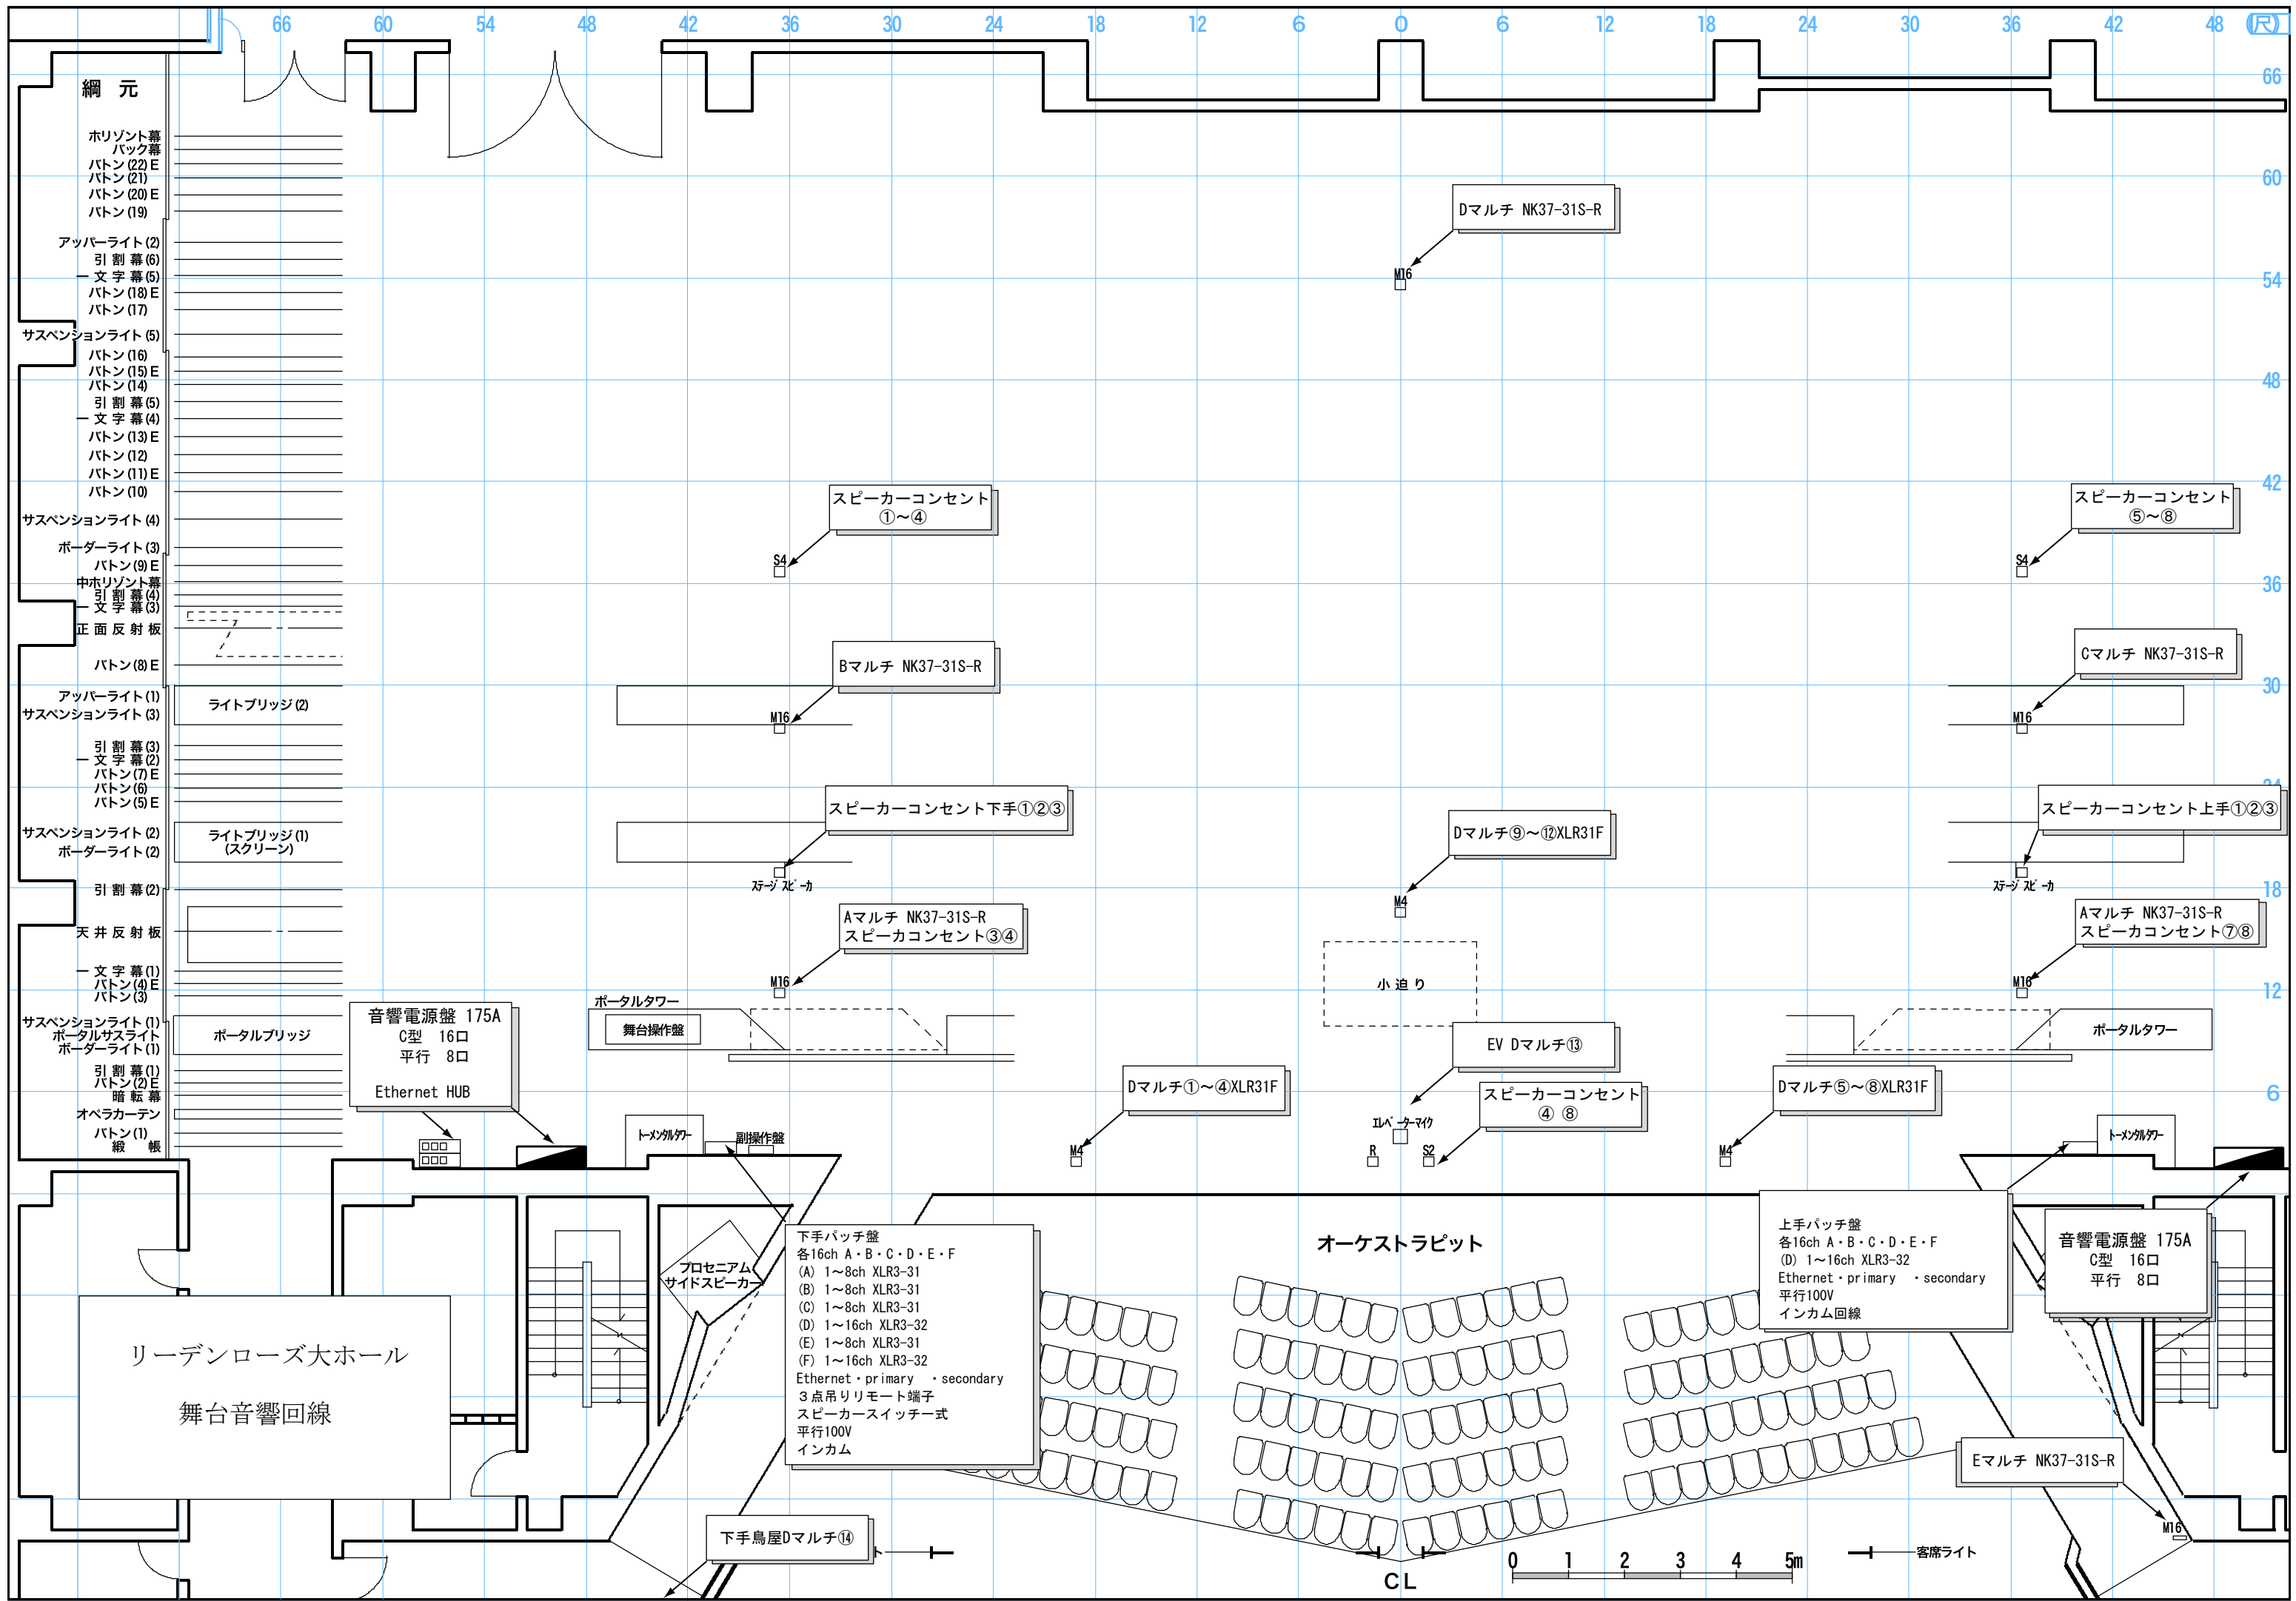 66 60 54 48 42 36 30 24 18 12 6 0 6 12 18 24 30 36 42 48 (尺)
66
60
54
48
42
36
30
24
18
12
6
綱 元
ホリゾント幕
バック幕
バトン(22)E
バトン(21)
バトン(20)E
バトン(19)
アッパーライト(2)
引割幕(6)
一文字幕(5)
バトン(18)E
バトン(17)
サスペンションライト(5)
バトン(16)
バトン(15)E
バトン(14)
引割幕(5)
一文字幕(4)
バトン(13)E
バトン(12)
バトン(11)E
バトン(10)
サスペンションライト(4)
ボーダーライト(3)
バトン(9)E
中ホリゾント幕
引割幕(4)
一文字幕(3)
正面反射板
バトン(8)E
アッパーライト(1)
サスペンションライト(3)
ライトブリッジ(2)
引割幕(3)
一文字幕(2)
バトン(7)E
バトン(6)
バトン(5)E
サスペンションライト(2)
ボーダーライト(2)
ライトブリッジ(1)
(スクリーン)
引割幕(2)
天井反射板
一文字幕(1)
バトン(4)E
バトン(3)
サスペンションライト(1)
ポータルサスライト
ボーダーライト(1)
ポータルブリッジ
引割幕(1)
バトン(2)E
暗転幕
オペラカーテン
バトン(1)
緞 帳
Dマルチ NK37-31S-R
M16
スピーカーコンセント
①～④
S4
スピーカーコンセント
⑤～⑧
S4
Bマルチ NK37-31S-R
M16
Cマルチ NK37-31S-R
M16
スピーカーコンセント下手①②③
ステージスピーカ
Dマルチ⑨～⑫XLR31F
M4
スピーカーコンセント上手①②③
ステージスピーカ
Aマルチ NK37-31S-R
スピーカコンセント③④
M16
小迫り
Aマルチ NK37-31S-R
スピーカコンセント⑦⑧
M16
音響電源盤 175A
C型 16口
平行 8口
Ethernet HUB
ポータルタワー
舞台操作盤
EV Dマルチ⑬
ポータルタワー
Dマルチ①～④XLR31F
M4
スピーカーコンセント
④ ⑧
エレベーターマイク
R
S2
Dマルチ⑤～⑧XLR31F
M4
トーメンタルタワー
副操作盤
トーメンタルタワー
プロセニアム
サイドスピーカー
下手パッチ盤
各16ch A・B・C・D・E・F
(A) 1～8ch XLR3-31
(B) 1～8ch XLR3-31
(C) 1～8ch XLR3-31
(D) 1～16ch XLR3-32
(E) 1～8ch XLR3-31
(F) 1～16ch XLR3-32
Ethernet・primary ・secondary
３点吊りリモート端子
スピーカースイッチ一式
平行100V
インカム
オーケストラピット
上手パッチ盤
各16ch A・B・C・D・E・F
(D) 1～16ch XLR3-32
Ethernet・primary ・secondary
平行100V
インカム回線
音響電源盤 175A
C型 16口
平行 8口
リーデンローズ大ホール
舞台音響回線
Eマルチ NK37-31S-R
M16
下手鳥屋Dマルチ⑭
CL
0 1 2 3 4 5m
客席ライト